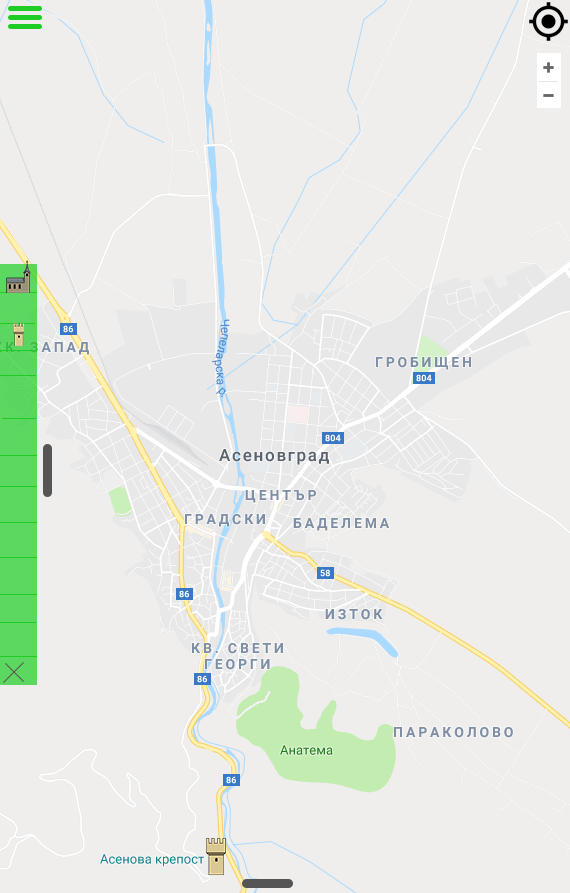 +
−
86
КВ. ЗАПАД
Чепеларска р.
ГРОБИЩЕН
804
804
Асеновград
ЦЕНТЪР
ГРАДСКИ
БАДЕЛЕМА
58
86
ИЗТОК
КВ. СВЕТИ
ГЕОРГИ
86
ПАРАКОЛОВО
Анатема
86
Асенова крепост